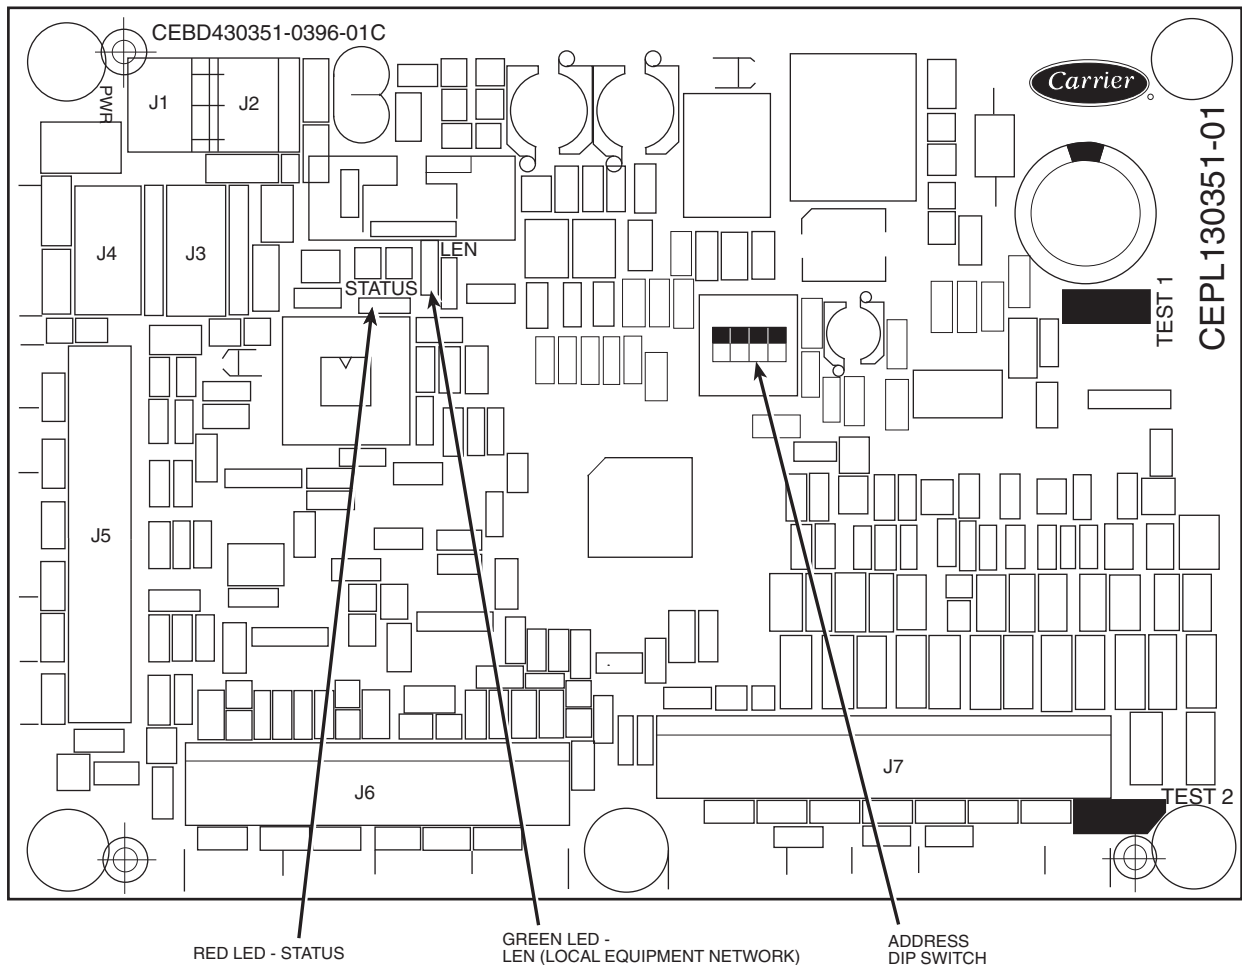 CEBD430351-0396-01C
PWR
J1
J2
Carrier
CEPL130351-01
J4
J3
LEN
STATUS
TEST 1
J5
J7
J6
TEST 2
RED LED - STATUS
GREEN LED -
LEN (LOCAL EQUIPMENT NETWORK)
ADDRESS
DIP SWITCH